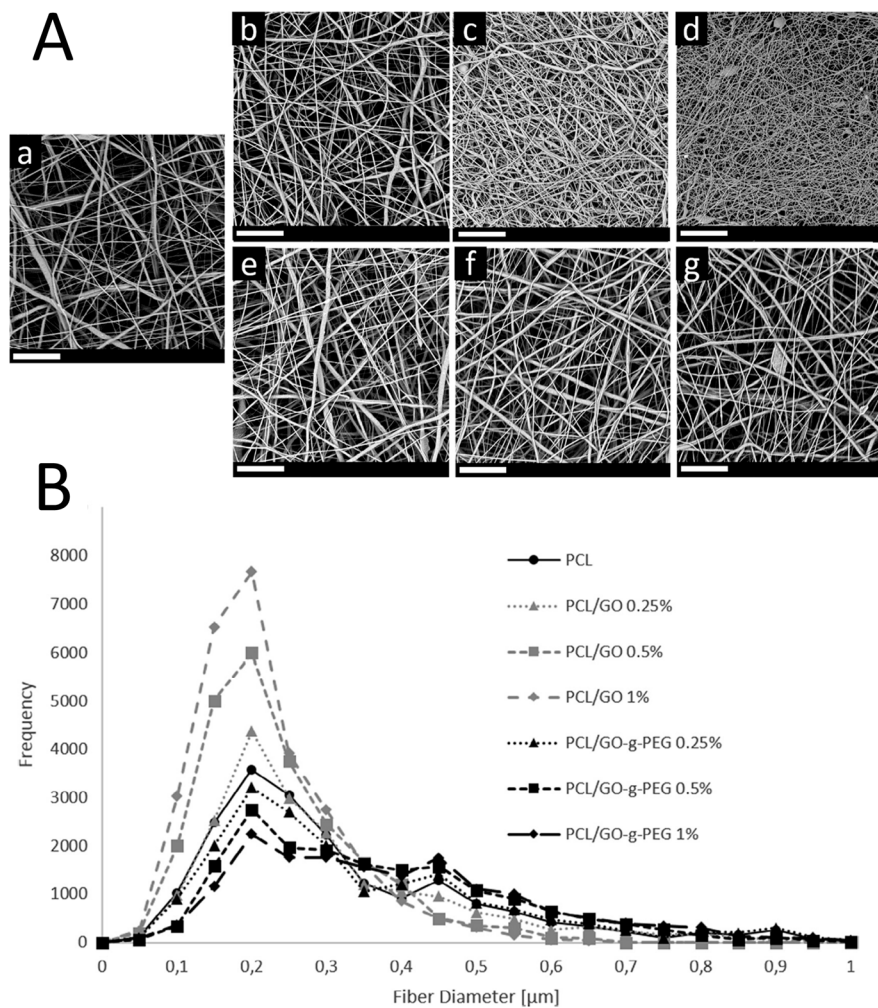 A
b c d
a
e f g
B
8000
7000
6000
5000
4000
3000
2000
1000
0
Frequency
0 0,1 0,2 0,3 0,4 0,5 0,6 0,7 0,8 0,9 1
Fiber Diameter [µm]
PCL
PCL/GO 0.25%
PCL/GO 0.5%
PCL/GO 1%
PCL/GO-g-PEG 0.25%
PCL/GO-g-PEG 0.5%
PCL/GO-g-PEG 1%